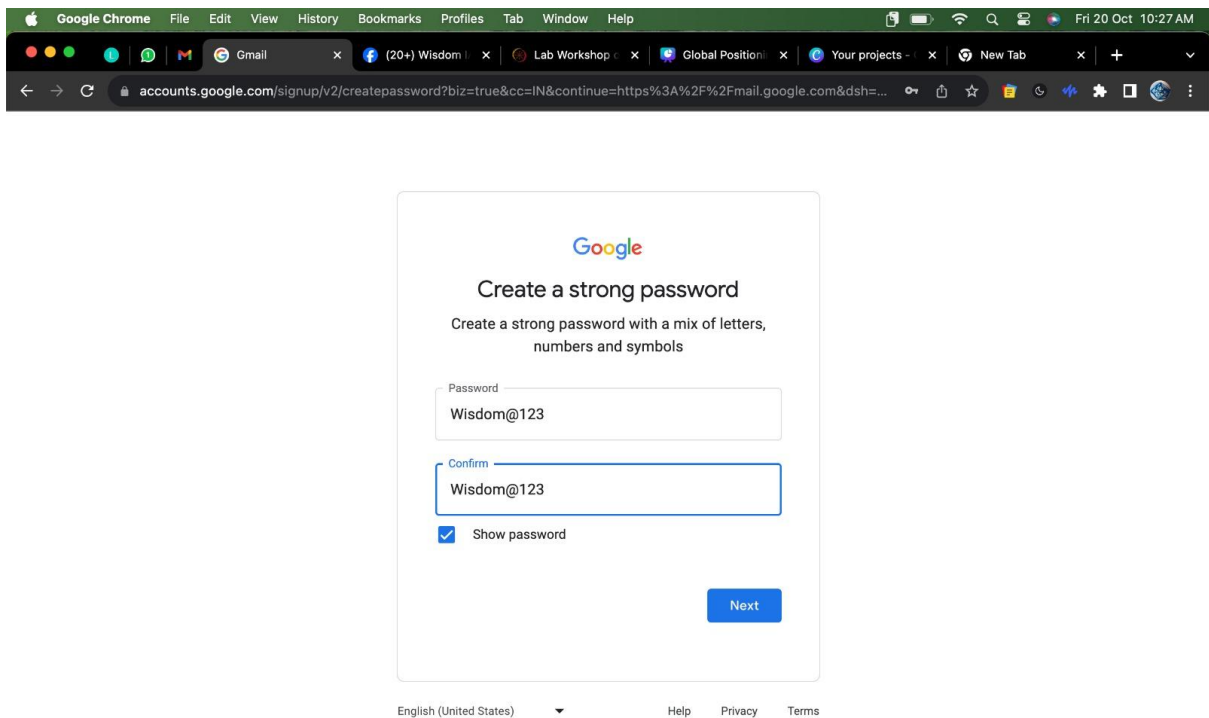 Google Chrome File Edit View History Bookmarks Profiles Tab Window Help Fri 20 Oct 10:27 AM
Gmail (20+) Wisdom Lab Workshop Global Positioni Your projects - New Tab
accounts.google.com/signup/v2/createpassword?biz=true&cc=IN&continue=https%3A%2F%2Fmail.google.com&dsh=...
Google
Create a strong password
Create a strong password with a mix of letters,
numbers and symbols
Password
Wisdom@123
Confirm
Wisdom@123
Show password
Next
English (United States) Help Privacy Terms